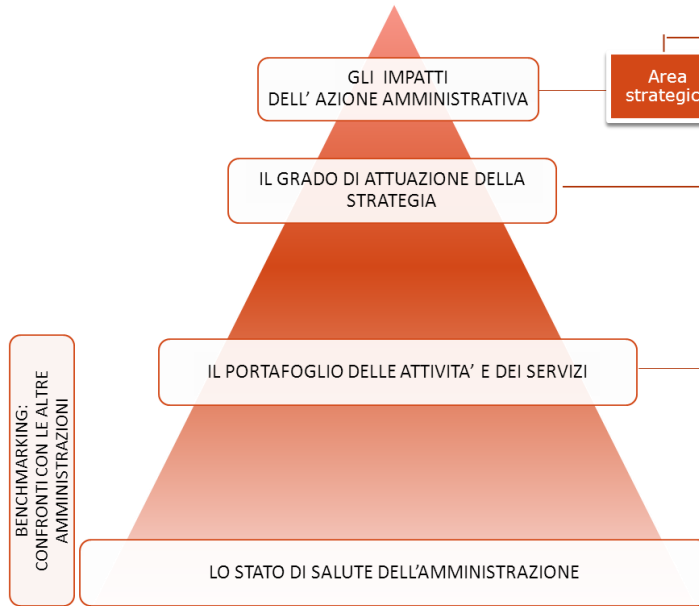 GLI IMPATTI
DELL' AZIONE AMMINISTRATIVA
Area
IL GRADO DI ATTUAZIONE DELLA
STRATEGIA
IL PORTAFOGLIO DELLE ATTIVITA' E DEI SERVIZI
BENCHMARKING:
CONFRONTI CON LE ALTRE
AMMINISTRAZIONI
LO STATO DI SALUTE DELL'AMMINISTRAZIONE